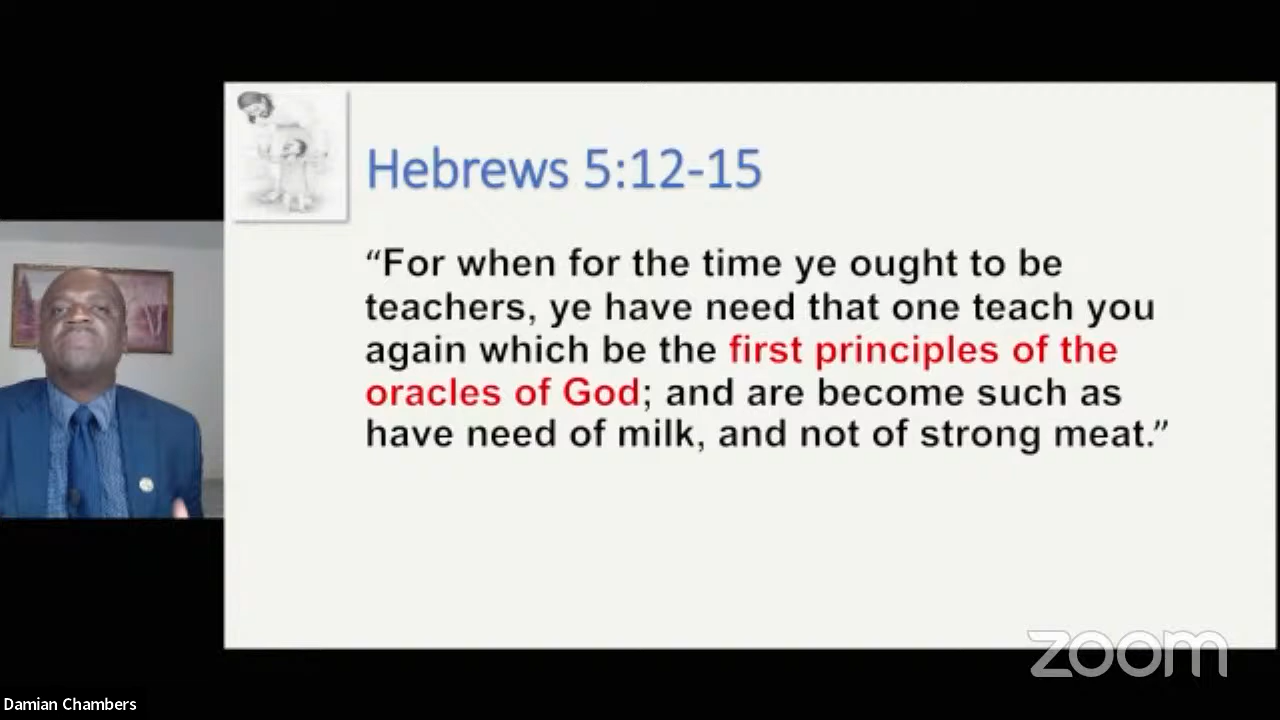 Hebrews 5:12-15
“For when for the time ye ought to be
teachers, ye have need that one teach you
again which be the first principles of the
oracles of God; and are become such as
have need of milk, and not of strong meat.”
zoom
Damian Chambers